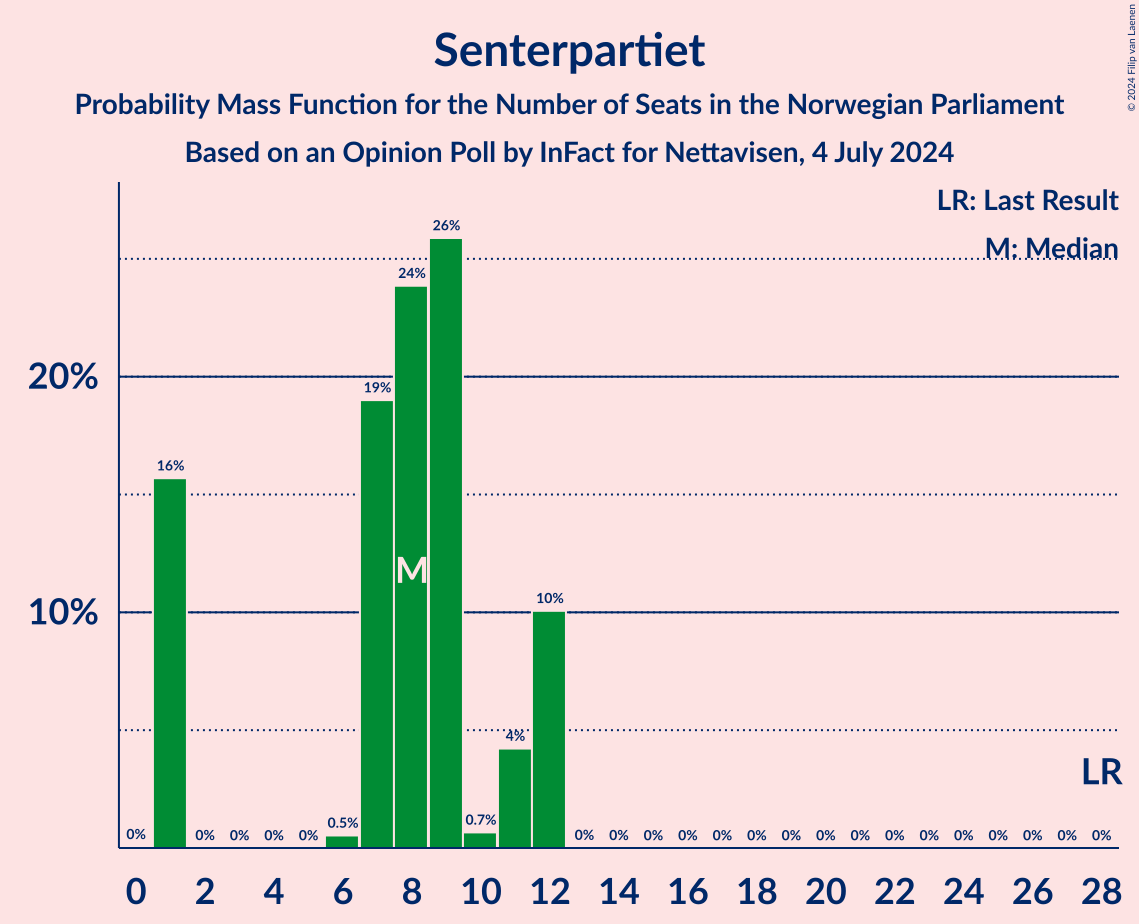 © 2024 Filip van Laenen
Senterpartiet
Probability Mass Function for the Number of Seats in the Norwegian Parliament
Based on an Opinion Poll by InFact for Nettavisen, 4 July 2024
LR: Last Result
M: Median
26%
24%
20%
19%
16%
M
10%
10%
4%
LR
0% 0% 0% 0% 0% 0.5% 0.7% 0% 0% 0% 0% 0% 0% 0% 0% 0% 0% 0% 0% 0% 0% 0% 0%
0 2 4 6 8 10 12 14 16 18 20 22 24 26 28